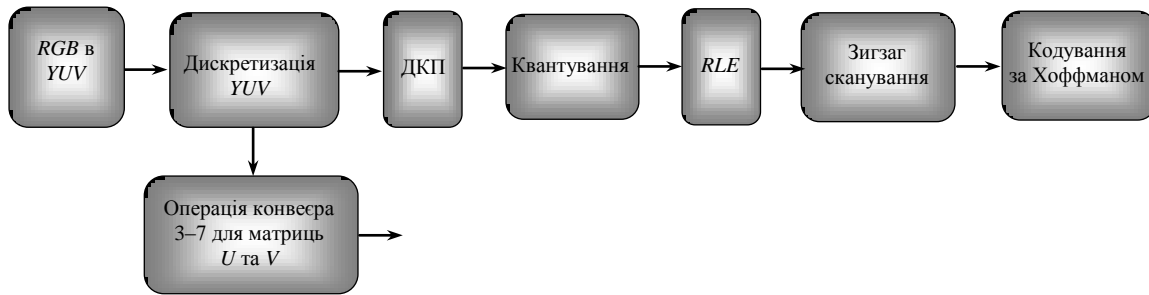 RGB в
YUV
Дискретизація
YUV
ДКП
Квантування
RLE
Зигзаг
сканування
Кодування
за Хоффманом
Операція конвеєра
3–7 для матриць
U та V